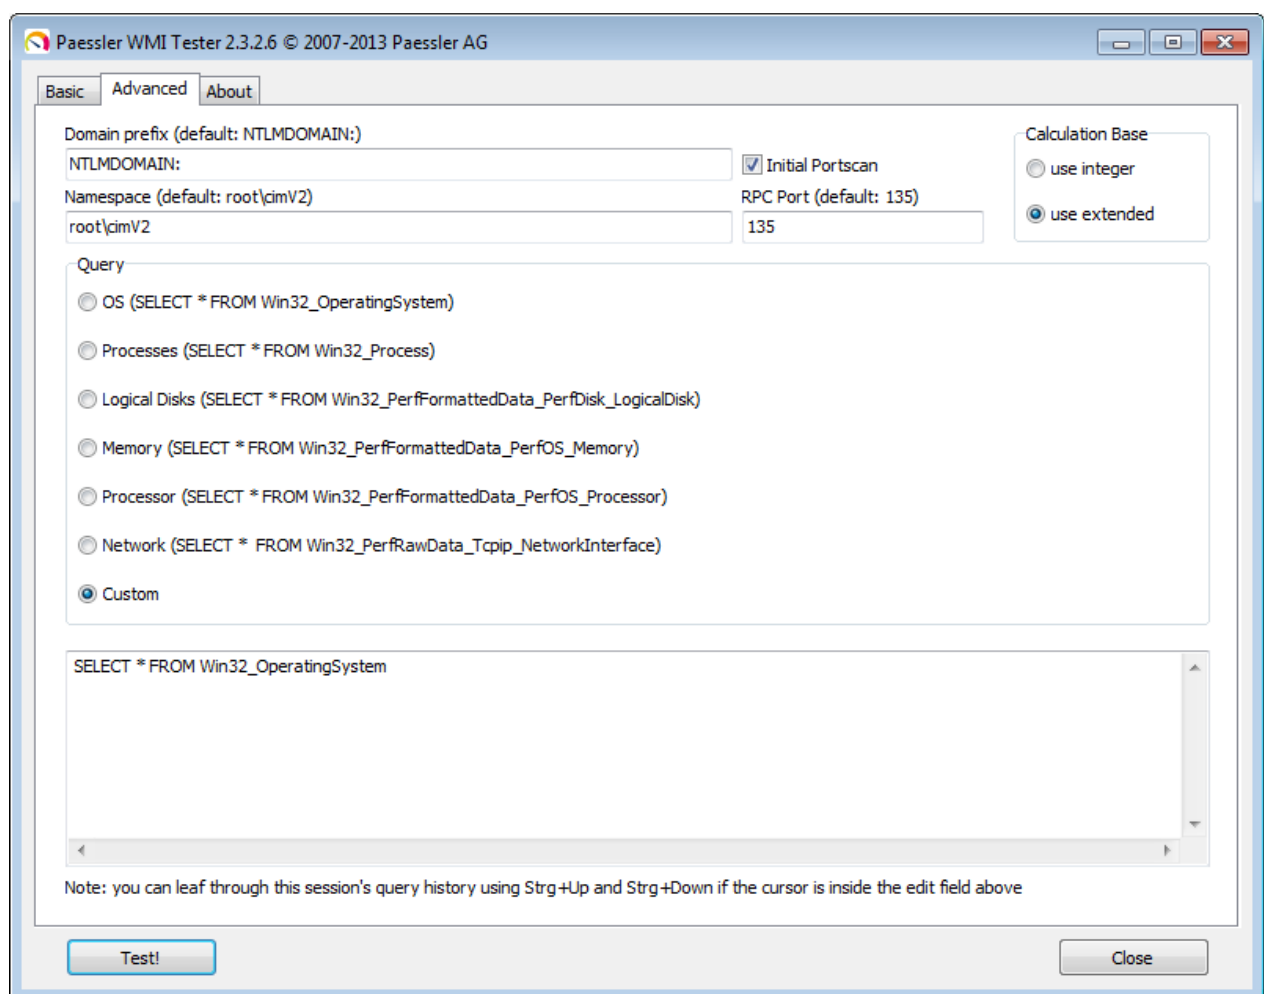 Paessler WMI Tester 2.3.2.6 © 2007-2013 Paessler AG
Basic Advanced About
Domain prefix (default: NTLMDOMAIN:)
NTLMDOMAIN:
Initial Portscan
Calculation Base
use integer
Namespace (default: root\cimV2)
RPC Port (default: 135)
root\cimV2
135
use extended
Query
OS (SELECT * FROM Win32_OperatingSystem)
Processes (SELECT * FROM Win32_Process)
Logical Disks (SELECT * FROM Win32_PerfFormattedData_PerfDisk_LogicalDisk)
Memory (SELECT * FROM Win32_PerfFormattedData_PerfOS_Memory)
Processor (SELECT * FROM Win32_PerfFormattedData_PerfOS_Processor)
Network (SELECT *  FROM Win32_PerfRawData_Tcpip_NetworkInterface)
Custom
SELECT * FROM Win32_OperatingSystem
Note: you can leaf through this session's query history using Strg+Up and Strg+Down if the cursor is inside the edit field above
Test!
Close